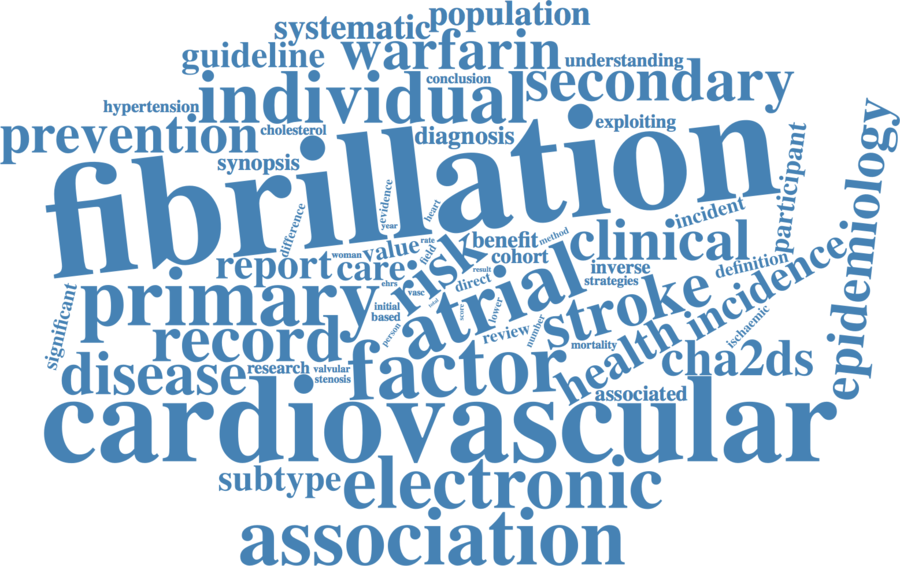 population
systematic
guideline
warfarin
understanding
conclusion
individual
secondary
hypertension
prevention
cholesterol
diagnosis
exploiting
synopsis
fibrillation
participant
epidemiology
evidence
year
heart
difference
incident
woman
value
rate
field
risk
benefit
method
clinical
cohort
report
care
ehrs
vasc
result
direct
inverse
strategies
definition
significant
primary
initial
based
total
atrial
score
lower
stroke
health
incidence
ischaemic
person
record
review
number
mortality
cha2ds
disease
research
valvular
stenosis
factor
associated
cardiovascular
subtype
electronic
association